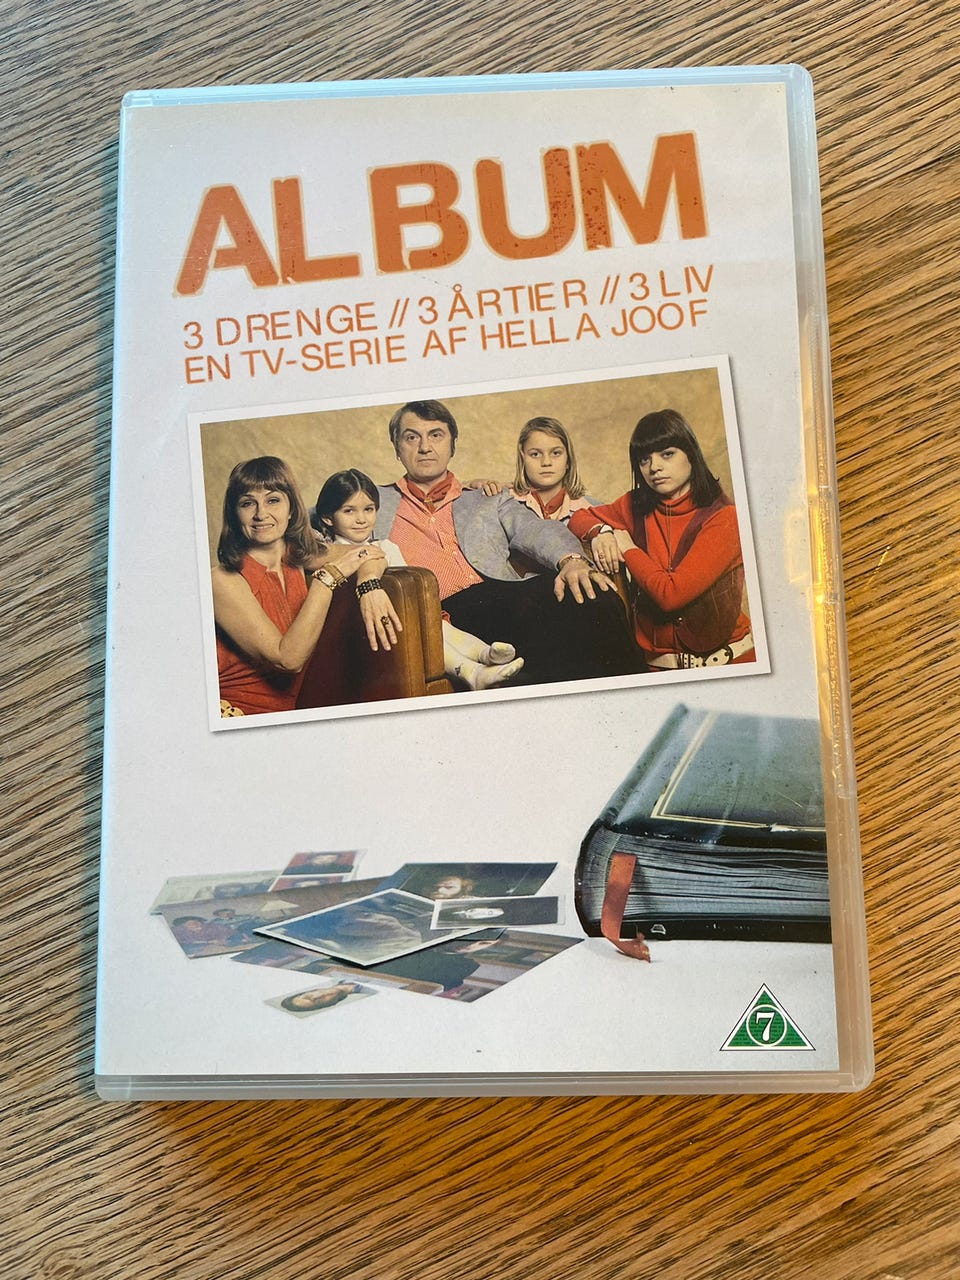 ALBUM
3 DRENGE // 3 ÅRTIER // 3 LIV
EN TV-SERIE AF HELLA JOOF
7